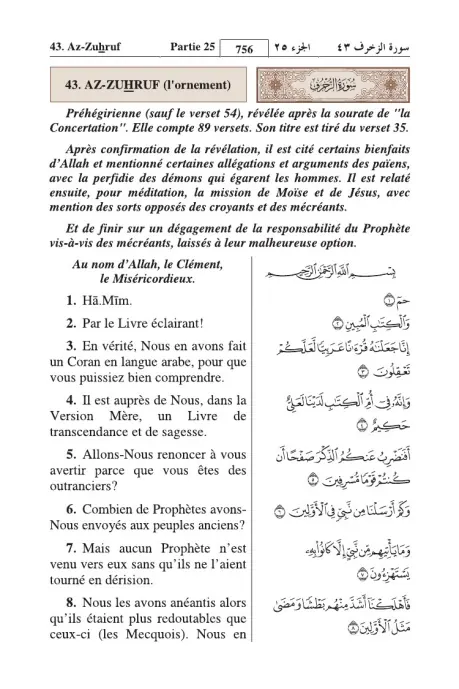 43. Az-Zuhruf Partie 25 756 الجزء ٢٥ سورة الزخرف ٤٣
43. AZ-ZUHRUF (l'ornement) سُورَةُ الزُّخْرُفِ
Préhégirienne (sauf le verset 54), révélée après la sourate de "la
Concertation". Elle compte 89 versets. Son titre est tiré du verset 35.
Après confirmation de la révélation, il est cité certains bienfaits
d'Allah et mentionné certaines allégations et arguments des païens,
avec la perfidie des démons qui égarent les hommes. Il est relaté
ensuite, pour méditation, la mission de Moïse et de Jésus, avec
mention des sorts opposés des croyants et des mécréants.
Et de finir sur un dégagement de la responsabilité du Prophète
vis-à-vis des mécréants, laissés à leur malheureuse option.
Au nom d'Allah, le Clément,
le Miséricordieux.
1. Hã.Mĩm.
2. Par le Livre éclairant!
3. En vérité, Nous en avons fait
un Coran en langue arabe, pour que
vous puissiez bien comprendre.
4. Il est auprès de Nous, dans la
Version Mère, un Livre de
transcendance et de sagesse.
5. Allons-Nous renoncer à vous
avertir parce que vous êtes des
outranciers?
6. Combien de Prophètes avons-
Nous envoyés aux peuples anciens?
7. Mais aucun Prophète n'est
venu vers eux sans qu'ils ne l'aient
tourné en dérision.
8. Nous les avons anéantis alors
qu'ils étaient plus redoutables que
ceux-ci (les Mecquois). Nous en
بِسْمِ اللَّهِ الرَّحْمَٰنِ الرَّحِيمِ
حمٓ ١
وَٱلْكِتَٰبِ ٱلْمُبِينِ ٢
إِنَّا جَعَلْنَٰهُ قُرْءَٰنًا عَرَبِيًّا لَّعَلَّكُمْ
تَعْقِلُونَ ٣
وَإِنَّهُۥ فِىٓ أُمِّ ٱلْكِتَٰبِ لَدَيْنَا لَعَلِىٌّ
حَكِيمٌ ٤
أَفَنَضْرِبُ عَنكُمُ ٱلذِّكْرَ صَفْحًا أَن
كُنتُمْ قَوْمًا مُّسْرِفِينَ ٥
وَكَمْ أَرْسَلْنَا مِن نَّبِىٍّ فِى ٱلْأَوَّلِينَ ٦
وَمَا يَأْتِيهِم مِّن نَّبِىٍّ إِلَّا كَانُوا۟ بِهِۦ
يَسْتَهْزِءُونَ ٧
فَأَهْلَكْنَآ أَشَدَّ مِنْهُم بَطْشًا وَمَضَىٰ
مَثَلُ ٱلْأَوَّلِينَ ٨